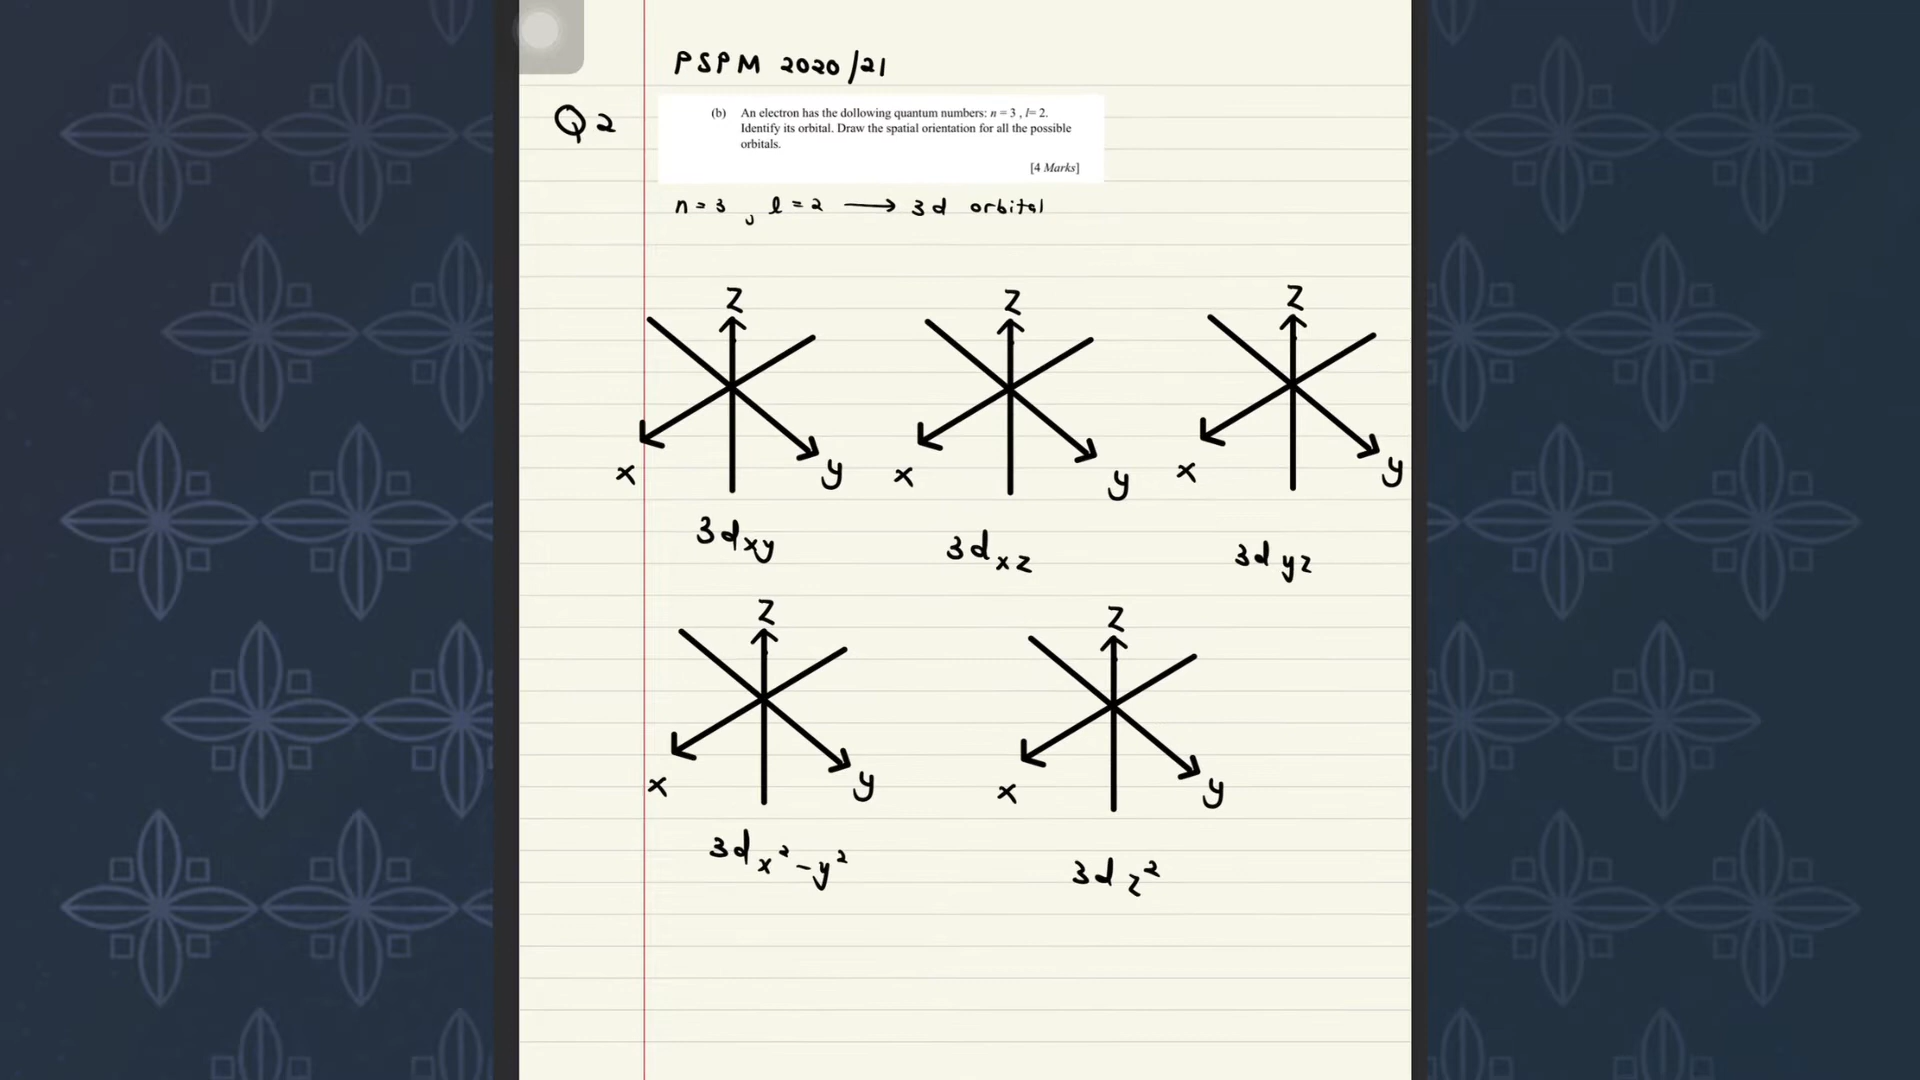 PSPM 2020/21
Q2
(b) An electron has the dollowing quantum numbers: n = 3 , l= 2.
Identify its orbital. Draw the spatial orientation for all the possible
orbitals.
[4 Marks]
n = 3 , l = 2 → 3d orbital
z z z
x y x y x y
3dxy 3dxz 3dyz
z z
x y x y
3dx²-y² 3dz²